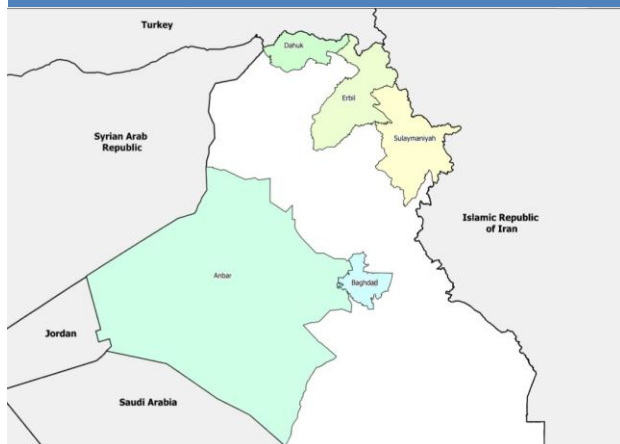 Turkey
Dahuk
Erbil
Sulaymaniyah
Syrian Arab
Republic
Islamic Republic
of Iran
Anbar
Baghdad
Jordan
Saudi Arabia